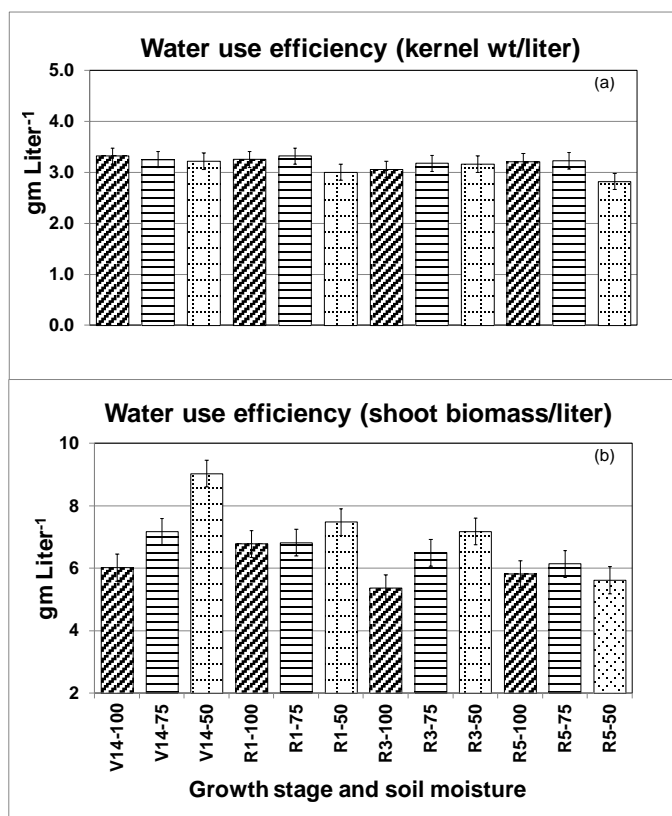 Water use efficiency (kernel wt/liter)
(a)
5.0
4.0
3.0
2.0
1.0
0.0
gm Liter⁻¹
Water use efficiency (shoot biomass/liter)
(b)
10
8
6
4
2
gm Liter⁻¹
V14-100
V14-75
V14-50
R1-100
R1-75
R1-50
R3-100
R3-75
R3-50
R5-100
R5-75
R5-50
Growth stage and soil moisture